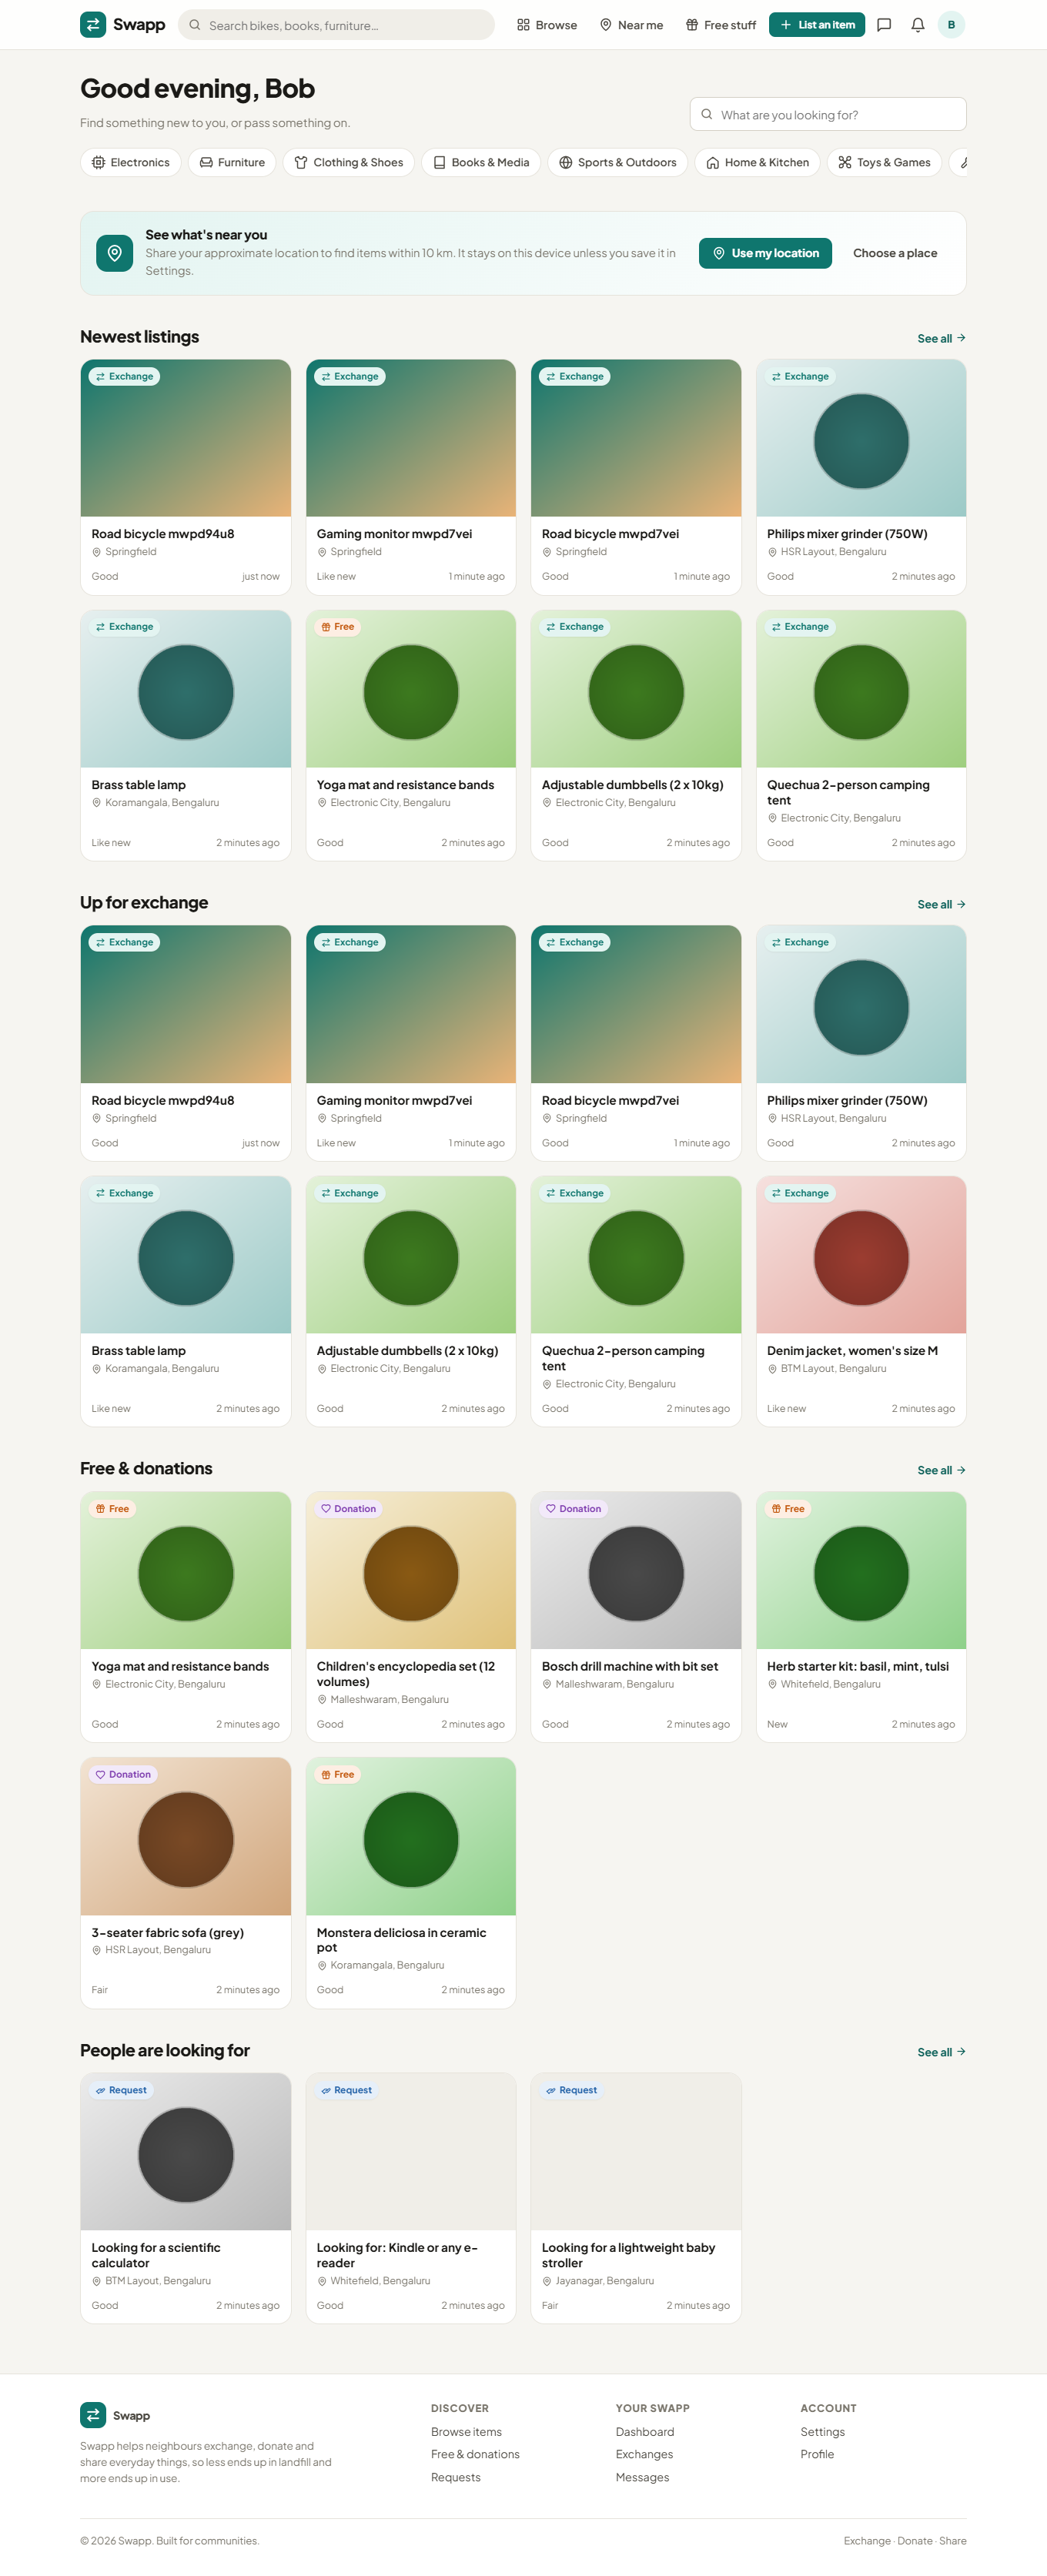 Swapp
Search bikes, books, furniture...
Browse
Near me
Free stuff
List an item
B
Good evening, Bob
Find something new to you, or pass something on.
What are you looking for?
Electronics
Furniture
Clothing & Shoes
Books & Media
Sports & Outdoors
Home & Kitchen
Toys & Games
See what's near you
Share your approximate location to find items within 10 km. It stays on this device unless you save it in
Settings.
Use my location
Choose a place
Newest listings
See all
Exchange
Exchange
Exchange
Exchange
Road bicycle mwpd94u8
Gaming monitor mwpd7vei
Road bicycle mwpd7vei
Philips mixer grinder (750W)
Springfield
Springfield
Springfield
HSR Layout, Bengaluru
Good just now
Like new 1 minute ago
Good 1 minute ago
Good 2 minutes ago
Exchange
Free
Exchange
Exchange
Brass table lamp
Yoga mat and resistance bands
Adjustable dumbbells (2 x 10kg)
Quechua 2-person camping
tent
Koramangala, Bengaluru
Electronic City, Bengaluru
Electronic City, Bengaluru
Electronic City, Bengaluru
Like new 2 minutes ago
Good 2 minutes ago
Good 2 minutes ago
Good 2 minutes ago
Up for exchange
See all
Exchange
Exchange
Exchange
Exchange
Road bicycle mwpd94u8
Gaming monitor mwpd7vei
Road bicycle mwpd7vei
Philips mixer grinder (750W)
Springfield
Springfield
Springfield
HSR Layout, Bengaluru
Good just now
Like new 1 minute ago
Good 1 minute ago
Good 2 minutes ago
Exchange
Exchange
Exchange
Exchange
Brass table lamp
Adjustable dumbbells (2 x 10kg)
Quechua 2-person camping
tent
Denim jacket, women's size M
Koramangala, Bengaluru
Electronic City, Bengaluru
Electronic City, Bengaluru
BTM Layout, Bengaluru
Like new 2 minutes ago
Good 2 minutes ago
Good 2 minutes ago
Like new 2 minutes ago
Free & donations
See all
Free
Donation
Donation
Free
Yoga mat and resistance bands
Children's encyclopedia set (12
volumes)
Bosch drill machine with bit set
Herb starter kit: basil, mint, tulsi
Electronic City, Bengaluru
Malleshwaram, Bengaluru
Malleshwaram, Bengaluru
Whitefield, Bengaluru
Good 2 minutes ago
Good 2 minutes ago
Good 2 minutes ago
New 2 minutes ago
Donation
Free
3-seater fabric sofa (grey)
Monstera deliciosa in ceramic
pot
HSR Layout, Bengaluru
Koramangala, Bengaluru
Fair 2 minutes ago
Good 2 minutes ago
People are looking for
See all
Request
Request
Request
Looking for a scientific
calculator
Looking for: Kindle or any e-
reader
Looking for a lightweight baby
stroller
BTM Layout, Bengaluru
Whitefield, Bengaluru
Jayanagar, Bengaluru
Good 2 minutes ago
Good 2 minutes ago
Fair 2 minutes ago
Swapp
Swapp helps neighbours exchange, donate and
share everyday things, so less ends up in landfill and
more ends up in use.
DISCOVER
Browse items
Free & donations
Requests
YOUR SWAPP
Dashboard
Exchanges
Messages
ACCOUNT
Settings
Profile
© 2026 Swapp. Built for communities.
Exchange · Donate · Share